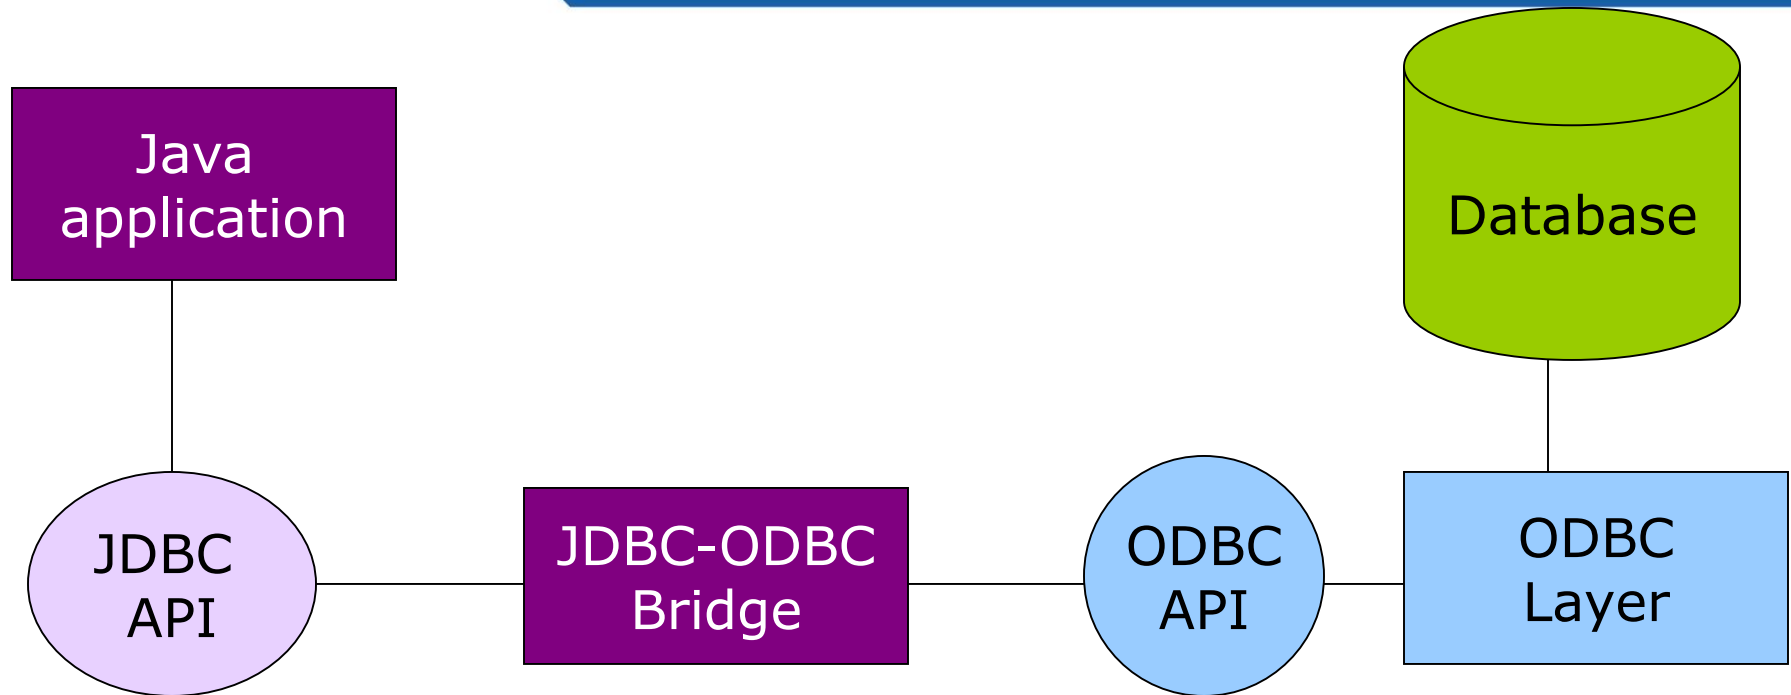 Java
application
Database
JDBC
API
JDBC-ODBC
Bridge
ODBC
API
ODBC
Layer